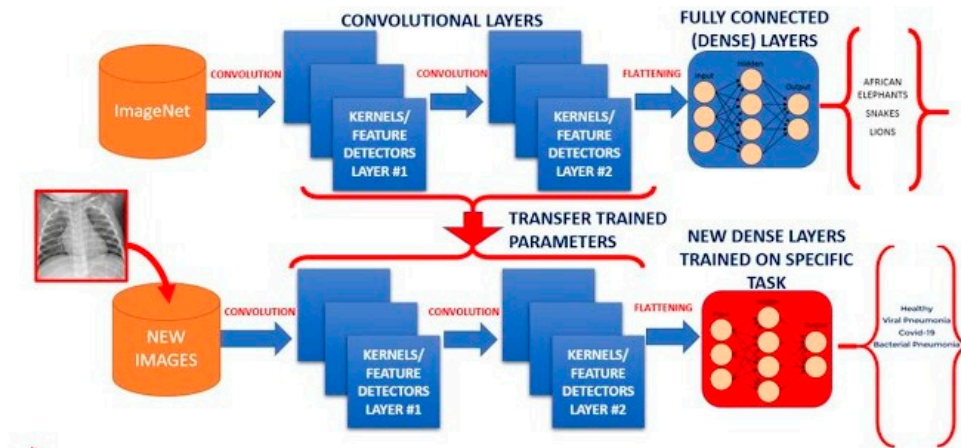 CONVOLUTIONAL LAYERS
FULLY CONNECTED
(DENSE) LAYERS
ImageNet
CONVOLUTION
KERNELS/
FEATURE
DETECTORS
LAYER #1
CONVOLUTION
KERNELS/
FEATURE
DETECTORS
LAYER #2
FLATTENING
Input
Hidden
Output
AFRICAN
ELEPHANTS
SNAKES
LIONS
TRANSFER TRAINED
PARAMETERS
NEW DENSE LAYERS
TRAINED ON SPECIFIC
TASK
NEW
IMAGES
CONVOLUTION
KERNELS/
FEATURE
DETECTORS
LAYER #1
CONVOLUTION
KERNELS/
FEATURE
DETECTORS
LAYER #2
FLATTENING
Healthy
Viral Pneumonia
Covid-19
Bacterial Pneumonia